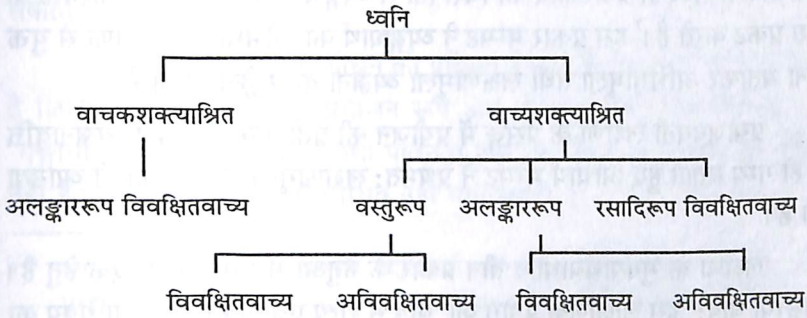 ध्वनि
वाचकशक्त्याश्रित वाच्यशक्त्याश्रित
अलङ्काररूप विवक्षितवाच्य वस्तुरूप अलङ्काररूप रसादिरूप विवक्षितवाच्य
विवक्षितवाच्य अविवक्षितवाच्य विवक्षितवाच्य अविवक्षितवाच्य